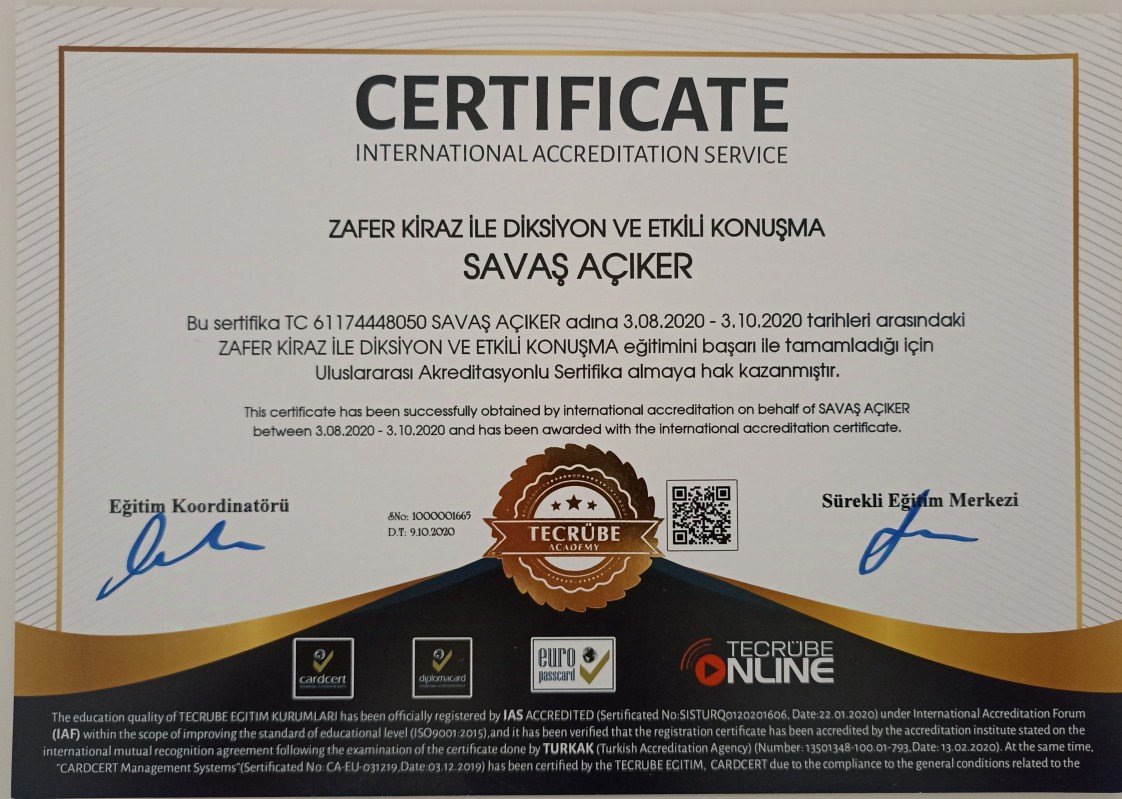 CERTIFICATE
INTERNATIONAL ACCREDITATION SERVICE
ZAFER KİRAZ İLE DİKSİYON VE ETKİLİ KONUŞMA
SAVAŞ AÇIKER
Bu sertifika TC 61174448050 SAVAŞ AÇIKER adına 3.08.2020 - 3.10.2020 tarihleri arasındaki
ZAFER KİRAZ İLE DİKSİYON VE ETKİLİ KONUŞMA eğitimini başarı ile tamamladığı için
Uluslararası Akreditasyonlu Sertifika almaya hak kazanmıştır.
This certificate has been successfully obtained by international accreditation on behalf of SAVAŞ AÇIKER
between 3.08.2020 - 3.10.2020 and has been awarded with the international accreditation certificate.
Eğitim Koordinatörü
SNo: 1000001665
D.T: 9.10.2020
TECRÜBE
ACADEMY
Sürekli Eğitim Merkezi
cardcert
diplomacard
euro
passcard
TECRÜBE
ONLINE
The education quality of TECRUBE EGITIM KURUMLARI has been officially registered by IAS ACCREDITED (Sertificated No:SISTURQ0120201606, Date:22.01.2020) under International Accreditation Forum
(IAF) within the scope of improving the standard of educational level (ISO9001:2015),and it has been verified that the registration certificate has been accredited by the accreditation institute stated on the
international mutual recognition agreement following the examination of the certificate done by TURKAK (Turkish Accreditation Agency) (Number: 13501348-100.01-793,Date: 13.02.2020). At the same time,
"CARDCERT Management Systems"(Sertificated No: CA-EU-031219,Date:03.12.2019) has been certified by the TECRUBE EGITIM, CARDCERT due to the compliance to the general conditions related to the